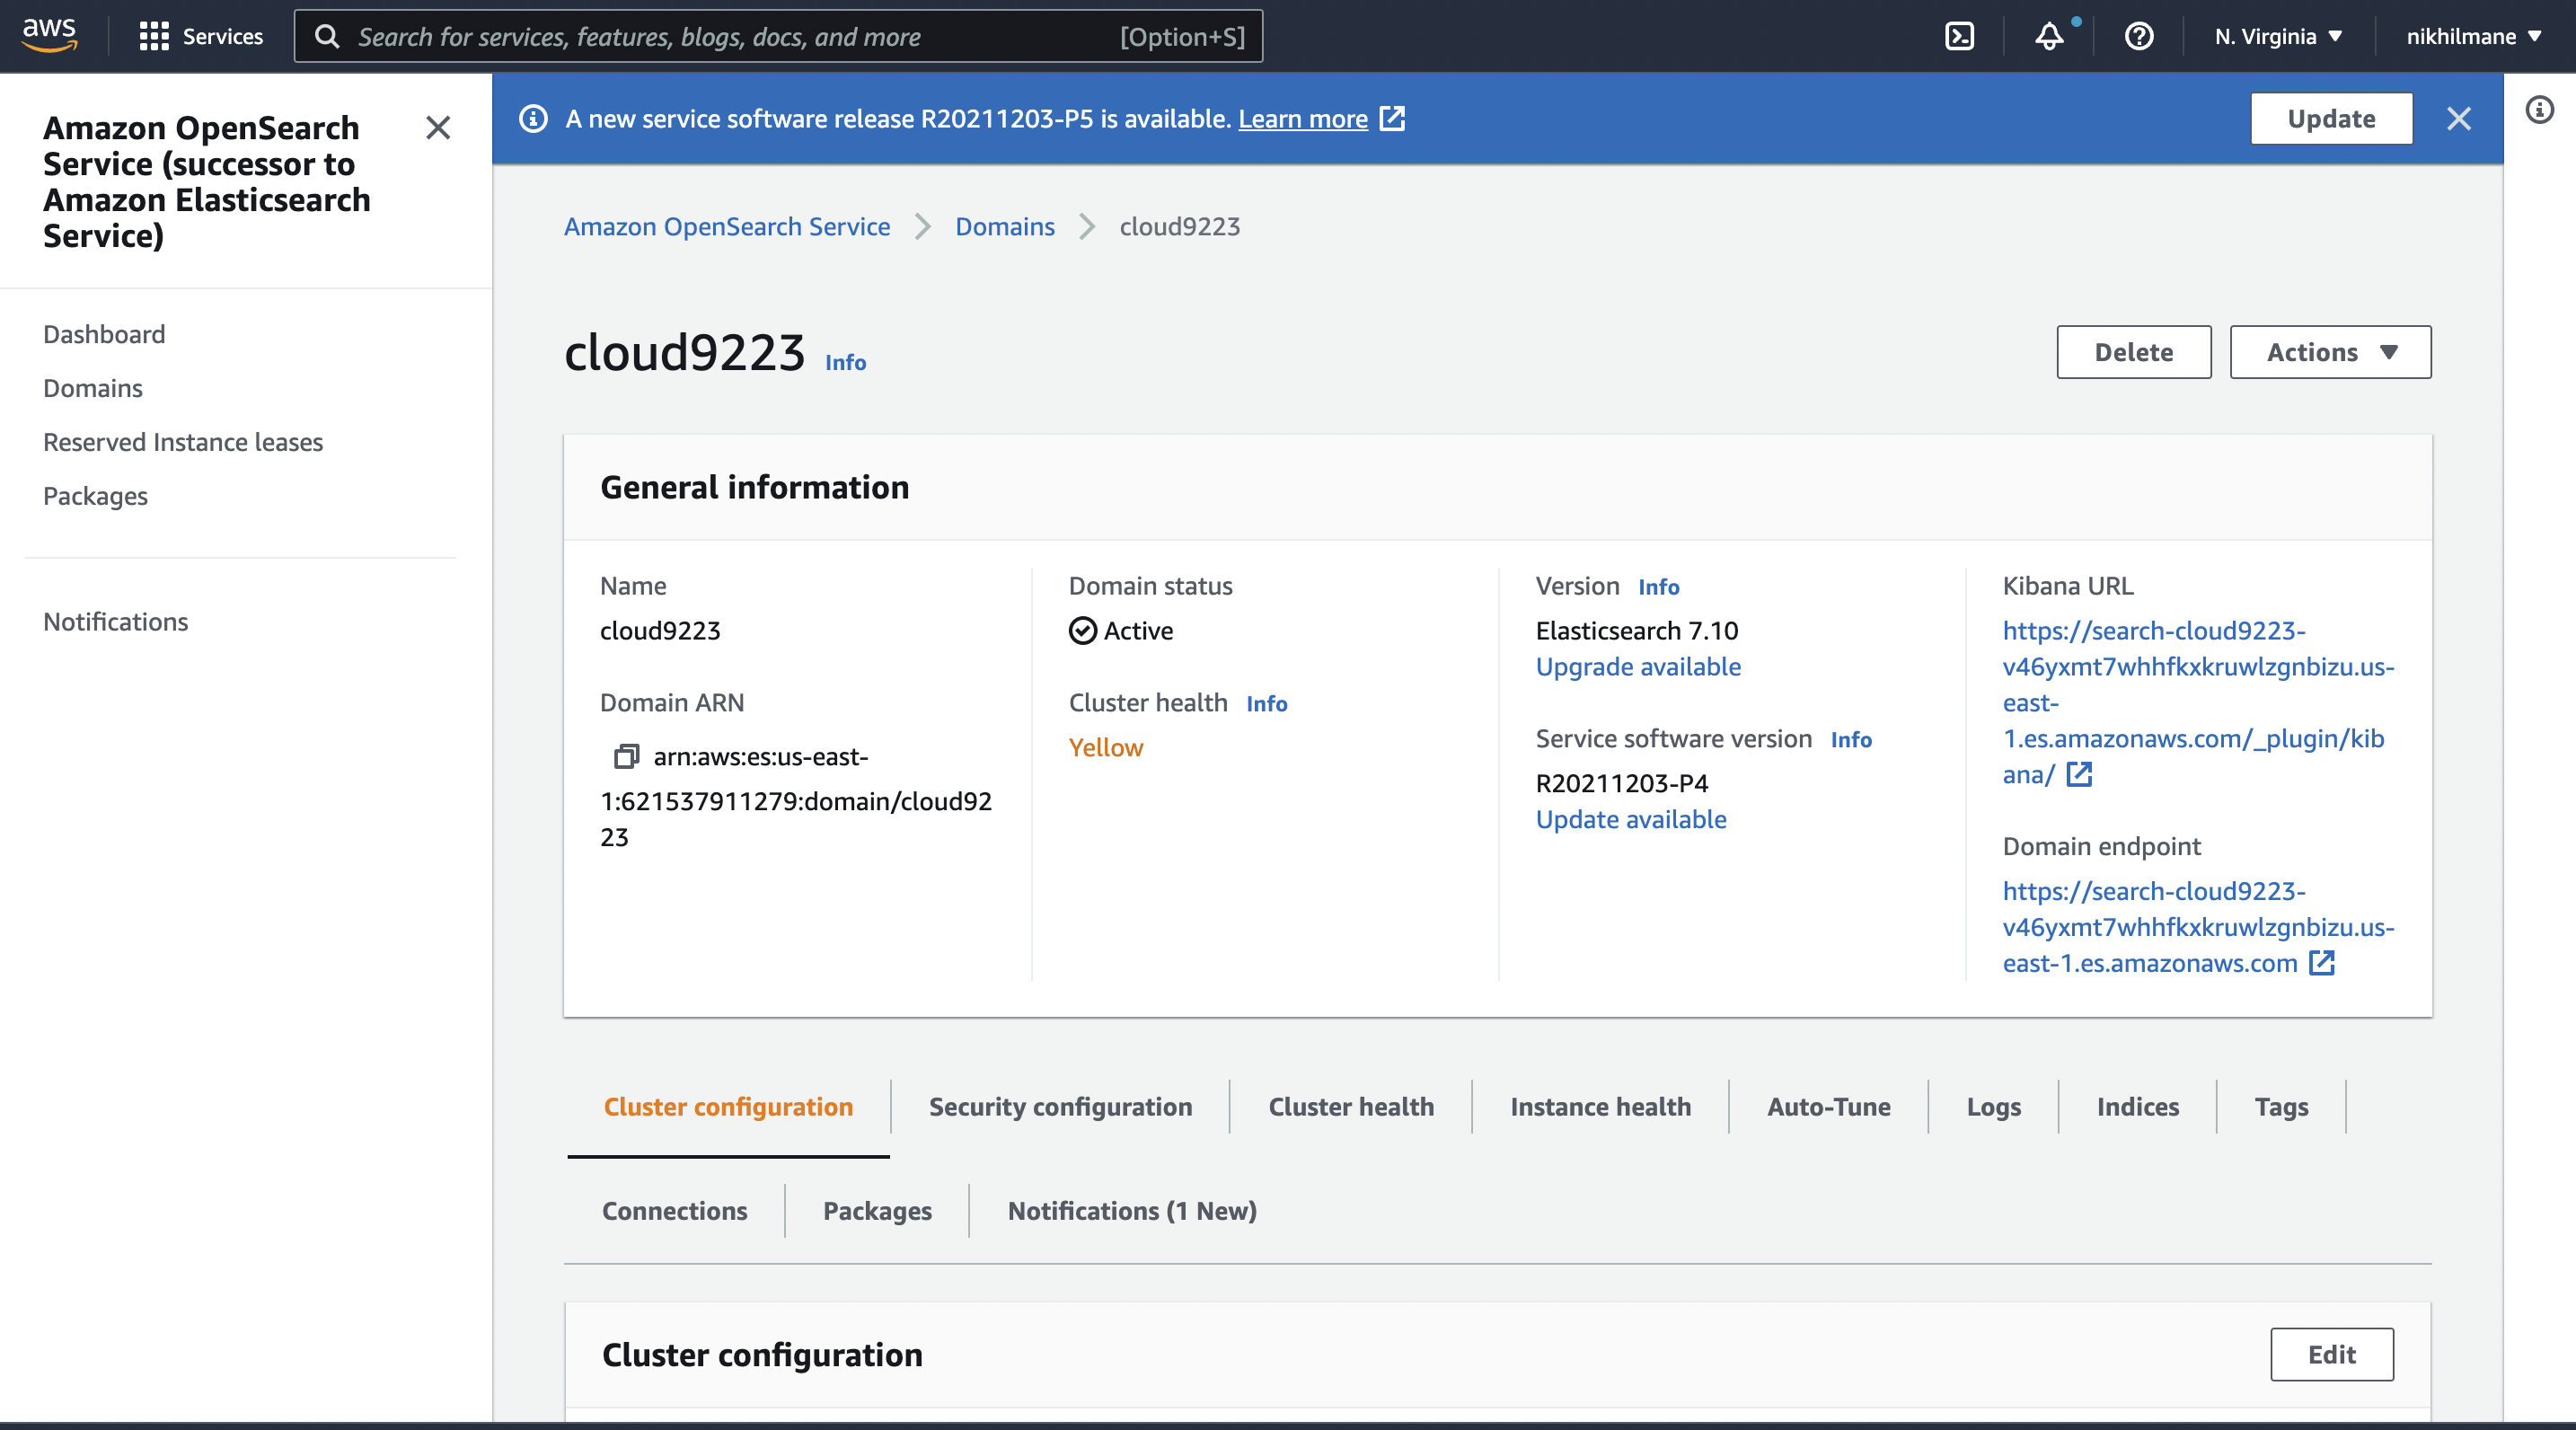 aws
Services
Search for services, features, blogs, docs, and more
[Option+S]
N. Virginia
nikhilmane
Amazon OpenSearch
Service (successor to
Amazon Elasticsearch
Service)
Dashboard
Domains
Reserved Instance leases
Packages
Notifications
A new service software release R20211203-P5 is available. Learn more
Update
Amazon OpenSearch Service
Domains
cloud9223
cloud9223 Info
Delete
Actions
General information
Name
cloud9223
Domain ARN
arn:aws:es:us-east-
1:621537911279:domain/cloud92
23
Domain status
Active
Cluster health Info
Yellow
Version Info
Elasticsearch 7.10
Upgrade available
Service software version Info
R20211203-P4
Update available
Kibana URL
https://search-cloud9223-
v46yxmt7whhfkxkruwlzgnbizu.us-
east-
1.es.amazonaws.com/_plugin/kib
ana/
Domain endpoint
https://search-cloud9223-
v46yxmt7whhfkxkruwlzgnbizu.us-
east-1.es.amazonaws.com
Cluster configuration
Security configuration
Cluster health
Instance health
Auto-Tune
Logs
Indices
Tags
Connections
Packages
Notifications (1 New)
Cluster configuration
Edit